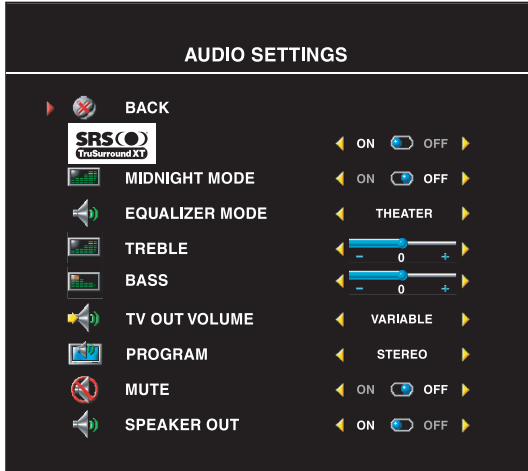 AUDIO SETTINGS
BACK
SRS
TruSurround XT
ON OFF
MIDNIGHT MODE ON OFF
EQUALIZER MODE THEATER
TREBLE
- 0 +
BASS
- 0 +
TV OUT VOLUME VARIABLE
PROGRAM STEREO
MUTE ON OFF
SPEAKER OUT ON OFF